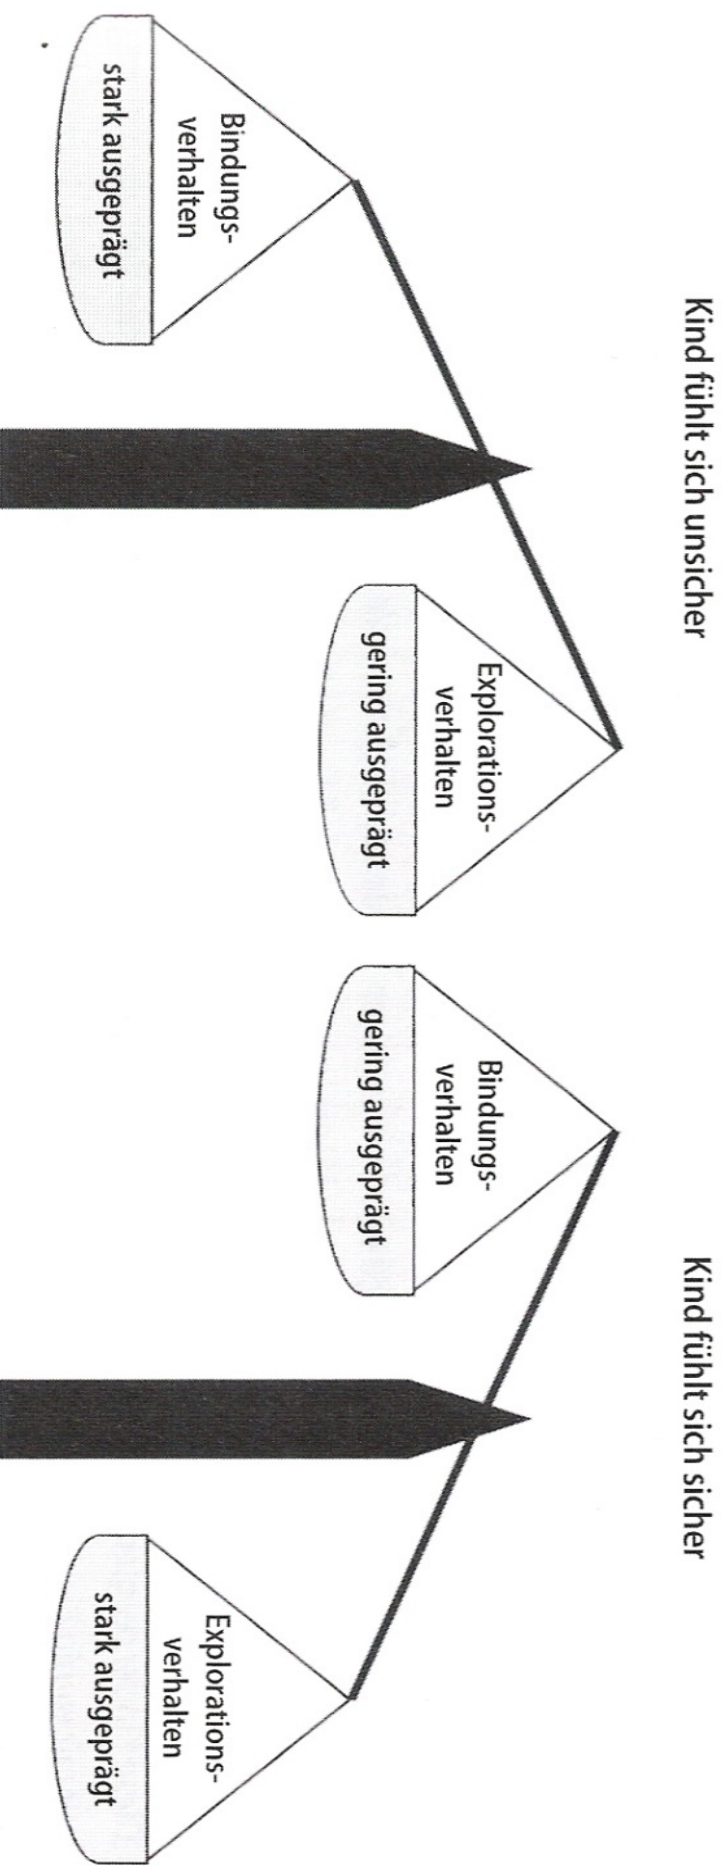 Kind fühlt sich unsicher
Bindungs-
verhalten
stark ausgeprägt
Explorations-
verhalten
gering ausgeprägt
Kind fühlt sich sicher
Bindungs-
verhalten
gering ausgeprägt
Explorations-
verhalten
stark ausgeprägt